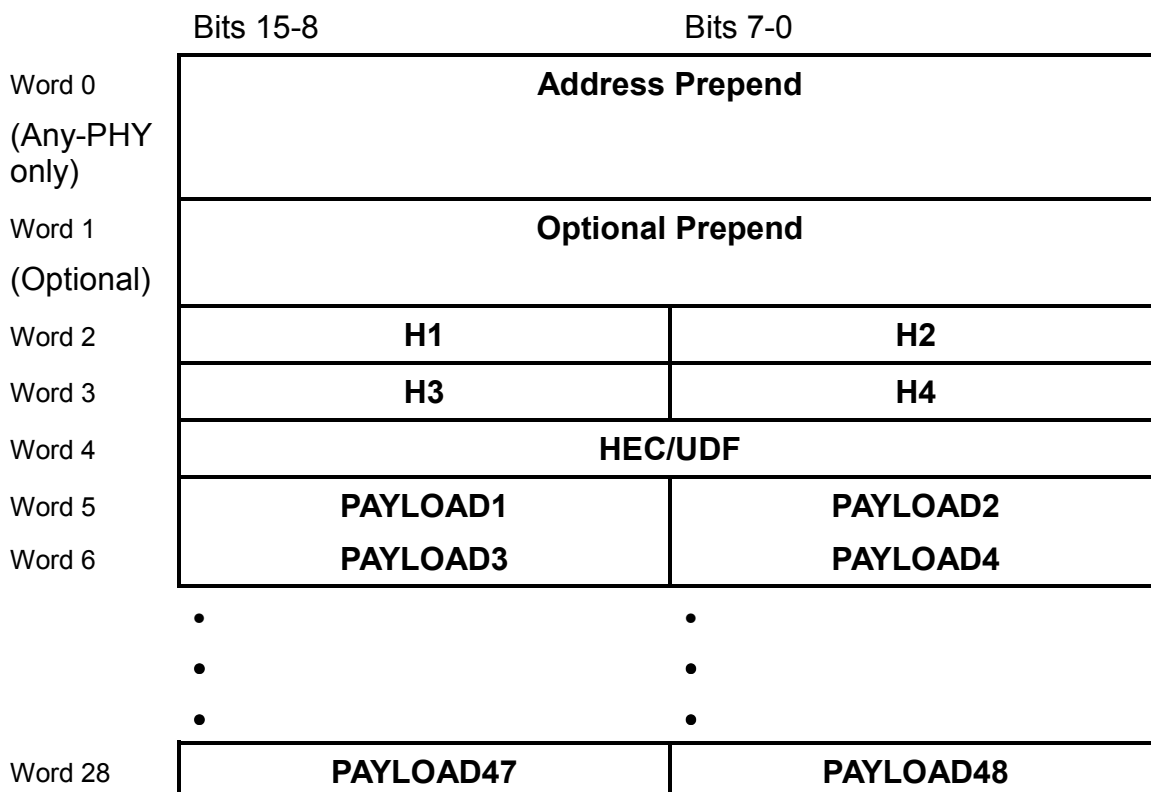 Bits 15-8 Bits 7-0
Word 0 Address Prepend
(Any-PHY
only)
Word 1 Optional Prepend
(Optional)
Word 2 H1 H2
Word 3 H3 H4
Word 4 HEC/UDF
Word 5 PAYLOAD1 PAYLOAD2
Word 6 PAYLOAD3 PAYLOAD4
• •
• •
• •
Word 28 PAYLOAD47 PAYLOAD48